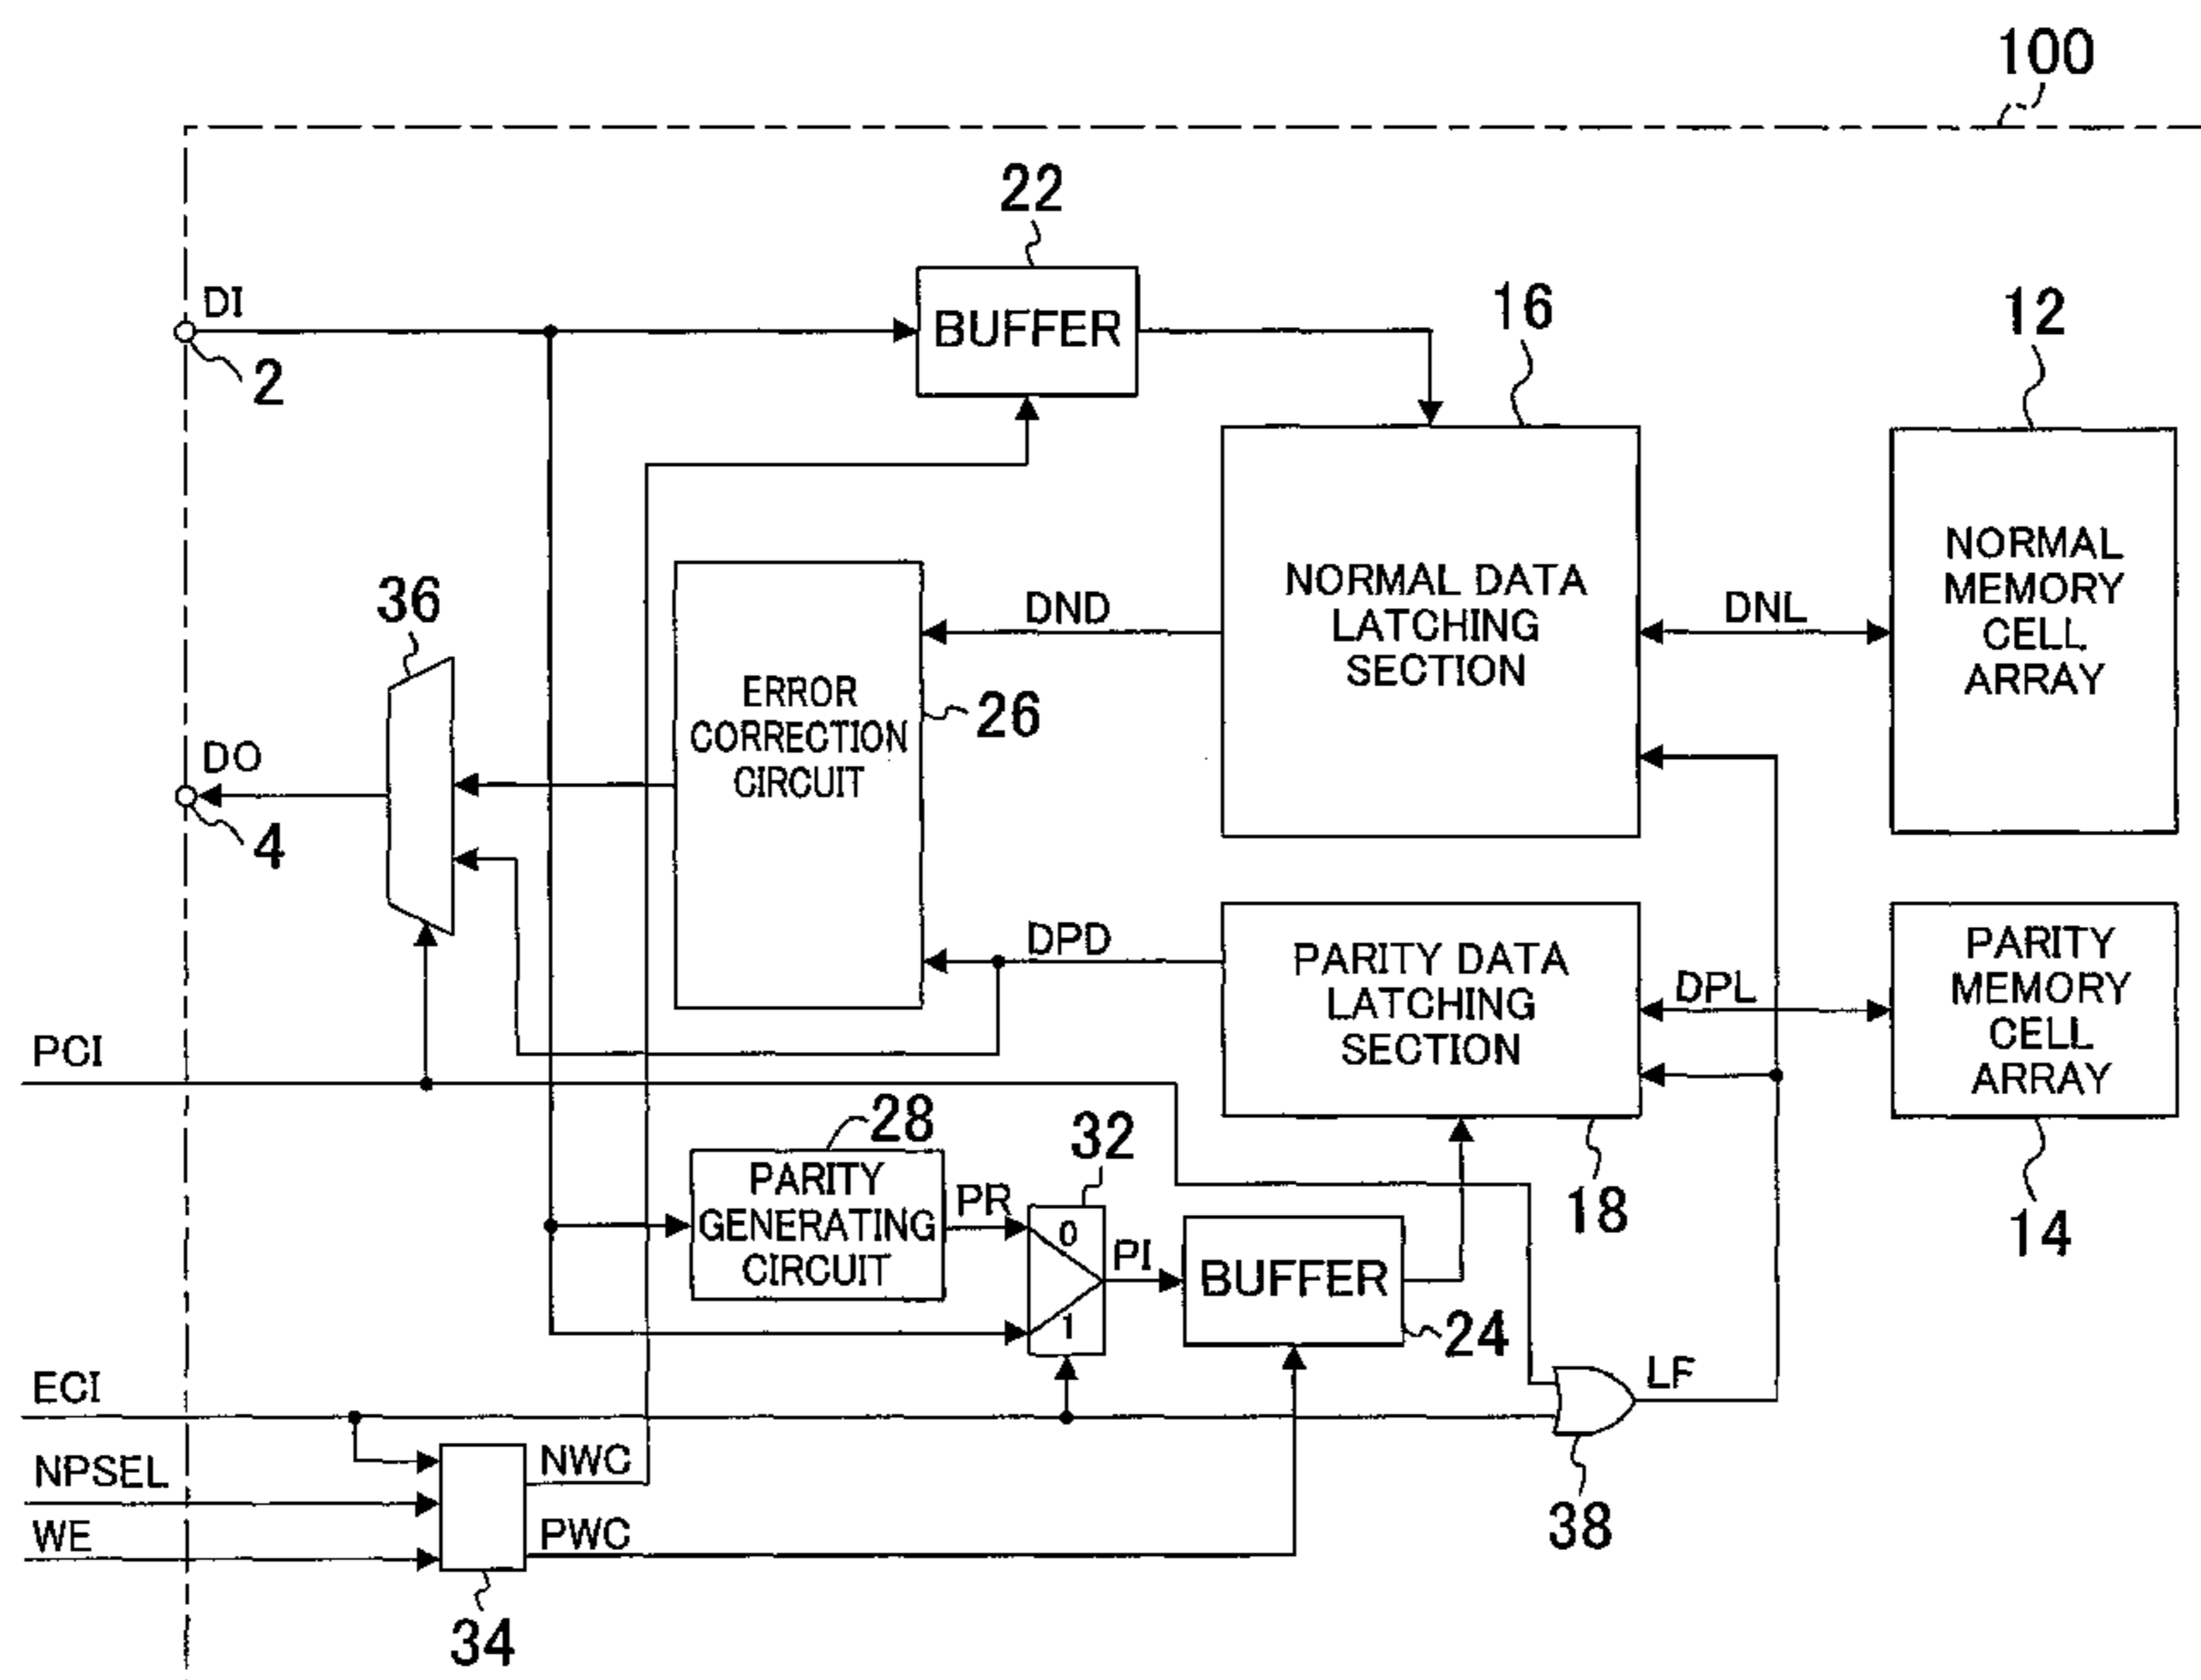 100
22
DI
BUFFER
16
12
2
NORMAL DATA
LATCHING
SECTION
NORMAL
MEMORY
CELL
ARRAY
DND
DNL
36
ERROR
CORRECTION
CIRCUIT
26
DO
4
DPD
PARITY DATA
LATCHING
SECTION
DPL
PARITY
MEMORY
CELL
ARRAY
PCI
28
32
18
14
PARITY
GENERATING
CIRCUIT
PR
0
1
PI
BUFFER
24
ECI
LF
NPSEL
NWC
WE
PWC
38
34